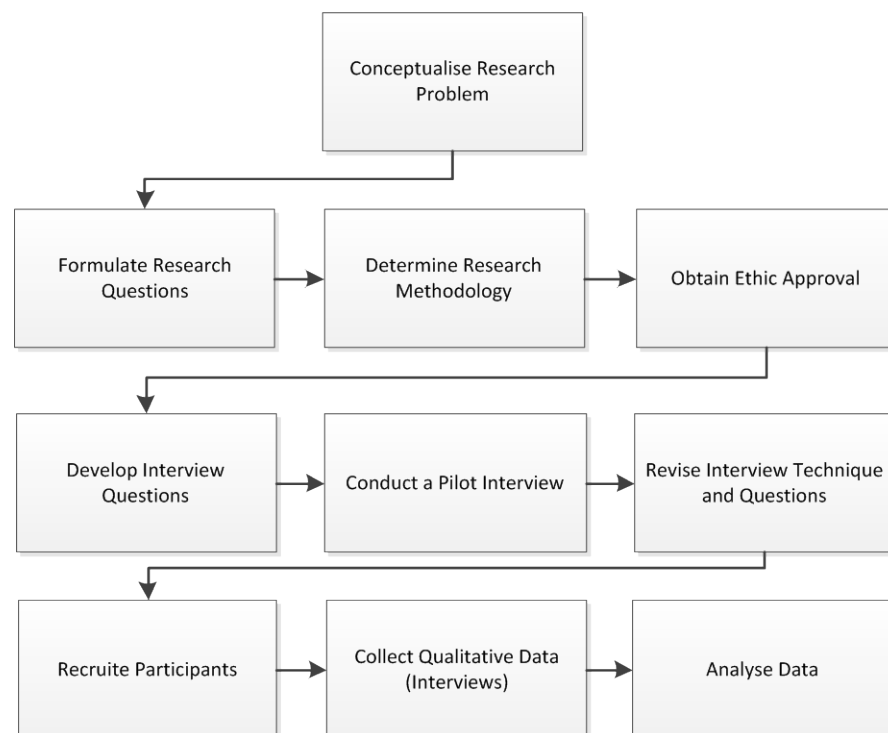 Conceptualise Research
Problem
Formulate Research
Questions
Determine Research
Methodology
Obtain Ethic Approval
Develop Interview
Questions
Conduct a Pilot Interview
Revise Interview Technique
and Questions
Recruite Participants
Collect Qualitative Data
(Interviews)
Analyse Data